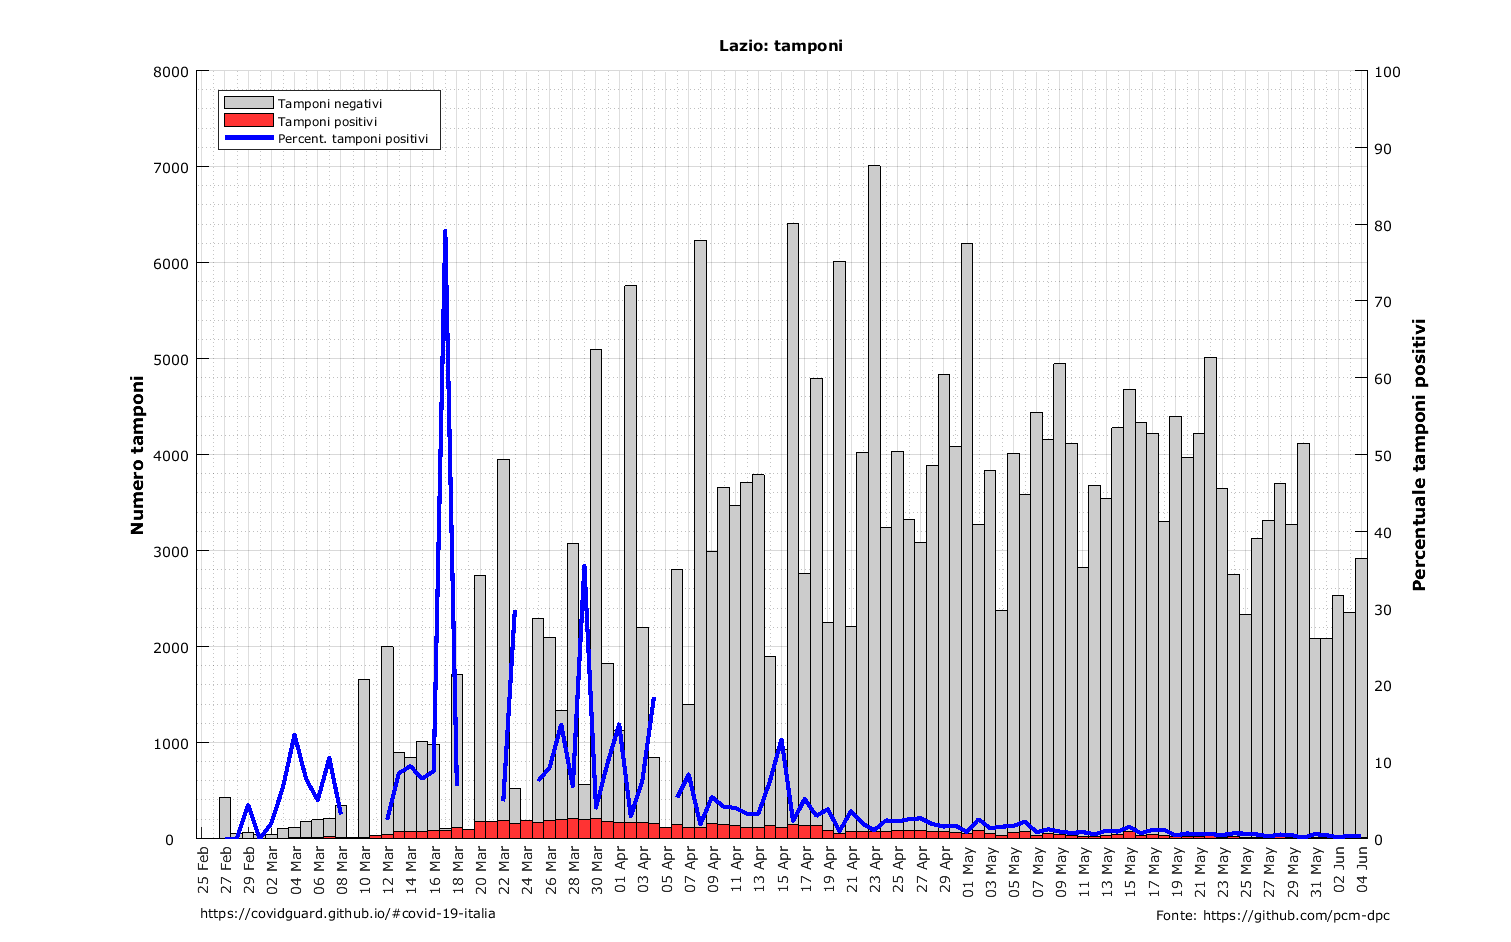 Lazio: tamponi
Tamponi negativi
Tamponi positivi
Percent. tamponi positivi
Numero tamponi
8000
7000
6000
5000
4000
3000
2000
1000
0
100
90
80
70
60
50
40
30
20
10
0
Percentuale tamponi positivi
25 Feb
27 Feb
29 Feb
02 Mar
04 Mar
06 Mar
08 Mar
10 Mar
12 Mar
14 Mar
16 Mar
18 Mar
20 Mar
22 Mar
24 Mar
26 Mar
28 Mar
30 Mar
01 Apr
03 Apr
05 Apr
07 Apr
09 Apr
11 Apr
13 Apr
15 Apr
17 Apr
19 Apr
21 Apr
23 Apr
25 Apr
27 Apr
29 Apr
01 May
03 May
05 May
07 May
09 May
11 May
13 May
15 May
17 May
19 May
21 May
23 May
25 May
27 May
29 May
31 May
02 Jun
04 Jun
https://covidguard.github.io/#covid-19-italia
Fonte: https://github.com/pcm-dpc